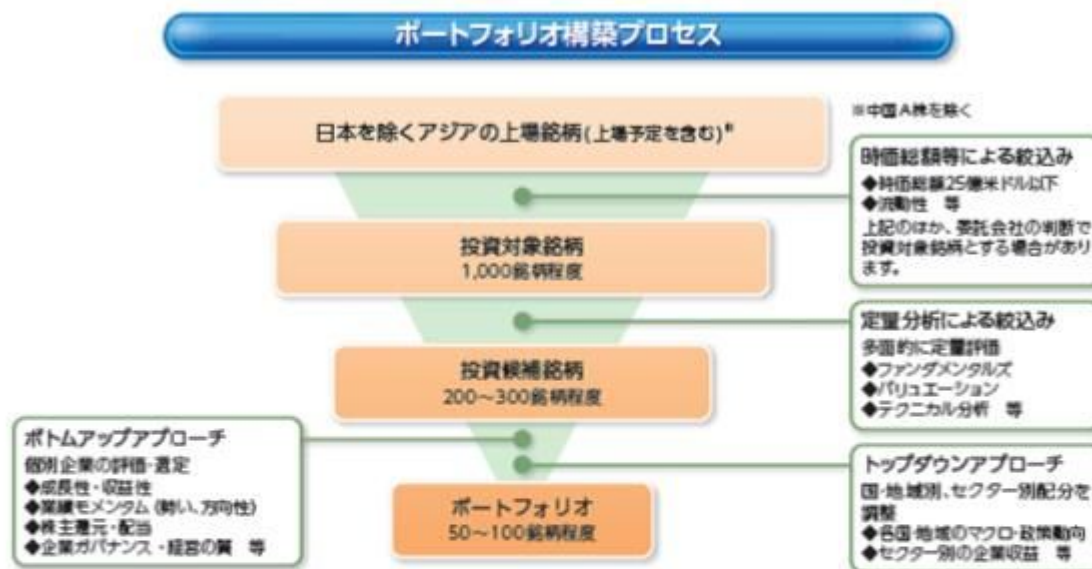 ポートフォリオ構築プロセス
日本を除くアジアの上場銘柄(上場予定を含む)※
※中国A株を除く
時価総額等による絞込み
◆時価総額25億米ドル以下
◆流動性 等
上記のほか、委託会社の判断で
投資対象銘柄とする場合があり
ます。
投資対象銘柄
1,000銘柄程度
定量分析による絞込み
多面的に定量評価
◆ファンダメンタルズ
◆バリュエーション
◆テクニカル分析 等
投資候補銘柄
200～300銘柄程度
ボトムアップアプローチ
個別企業の評価・選定
◆成長性・収益性
◆業績モメンタム(勢い、方向性)
◆株主還元・配当
◆企業ガバナンス・経営の質 等
トップダウンアプローチ
国・地域別、セクター別配分を
調整
◆各国・地域のマクロ・政策動向
◆セクター別の企業収益 等
ポートフォリオ
50～100銘柄程度